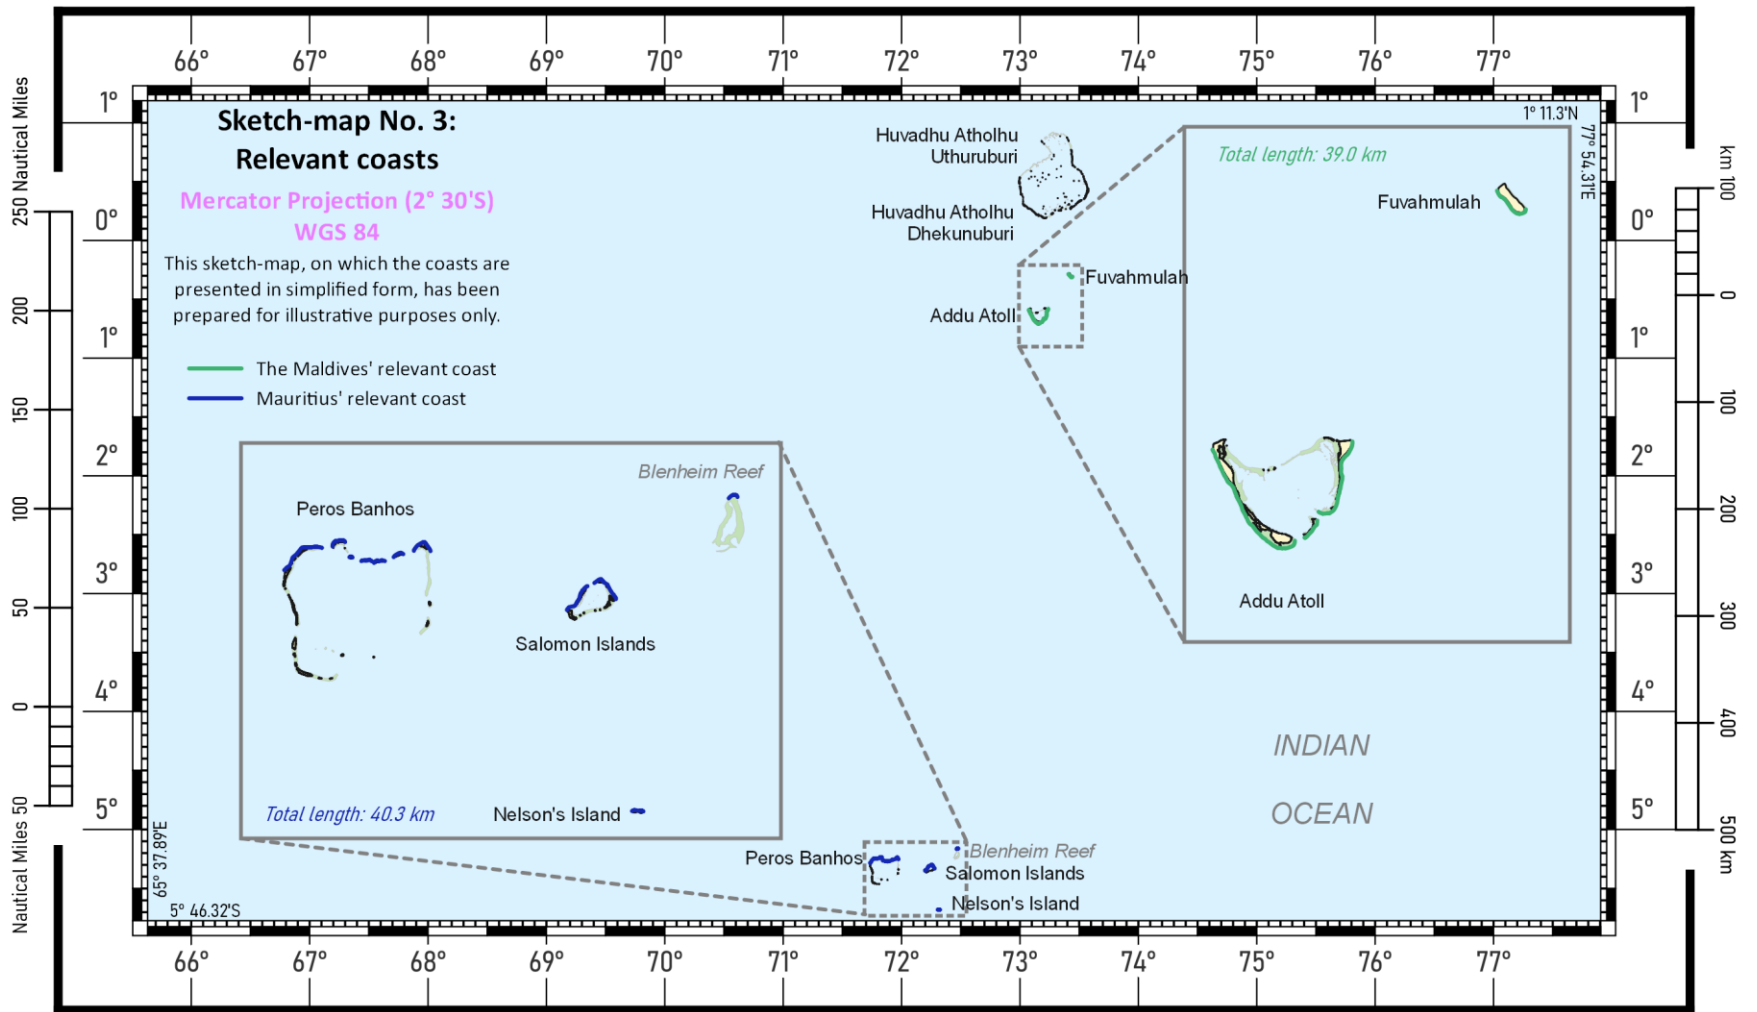 66° 67° 68° 69° 70° 71° 72° 73° 74° 75° 76° 77°
Sketch-map No. 3:
Relevant coasts
Mercator Projection (2° 30'S)
WGS 84
This sketch-map, on which the coasts are
presented in simplified form, has been
prepared for illustrative purposes only.
The Maldives' relevant coast
Mauritius' relevant coast
Huvadhu Atholhu
Uthuruburi
Huvadhu Atholhu
Dhekunuburi
Fuvahmulah
Addu Atoll
1° 11.3'N
77° 54.31'E
Total length: 39.0 km
Fuvahmulah
Addu Atoll
Blenheim Reef
Peros Banhos
Salomon Islands
Total length: 40.3 km
Nelson's Island
INDIAN
OCEAN
Peros Banhos
Blenheim Reef
Salomon Islands
Nelson's Island
65° 37.89'E
5° 46.32'S
1° 0° 1° 2° 3° 4° 5°
1° 0° 1° 2° 3° 4° 5°
Nautical Miles 50 0 50 100 150 200 250 Nautical Miles
km 100 0 100 200 300 400 500 km
66° 67° 68° 69° 70° 71° 72° 73° 74° 75° 76° 77°